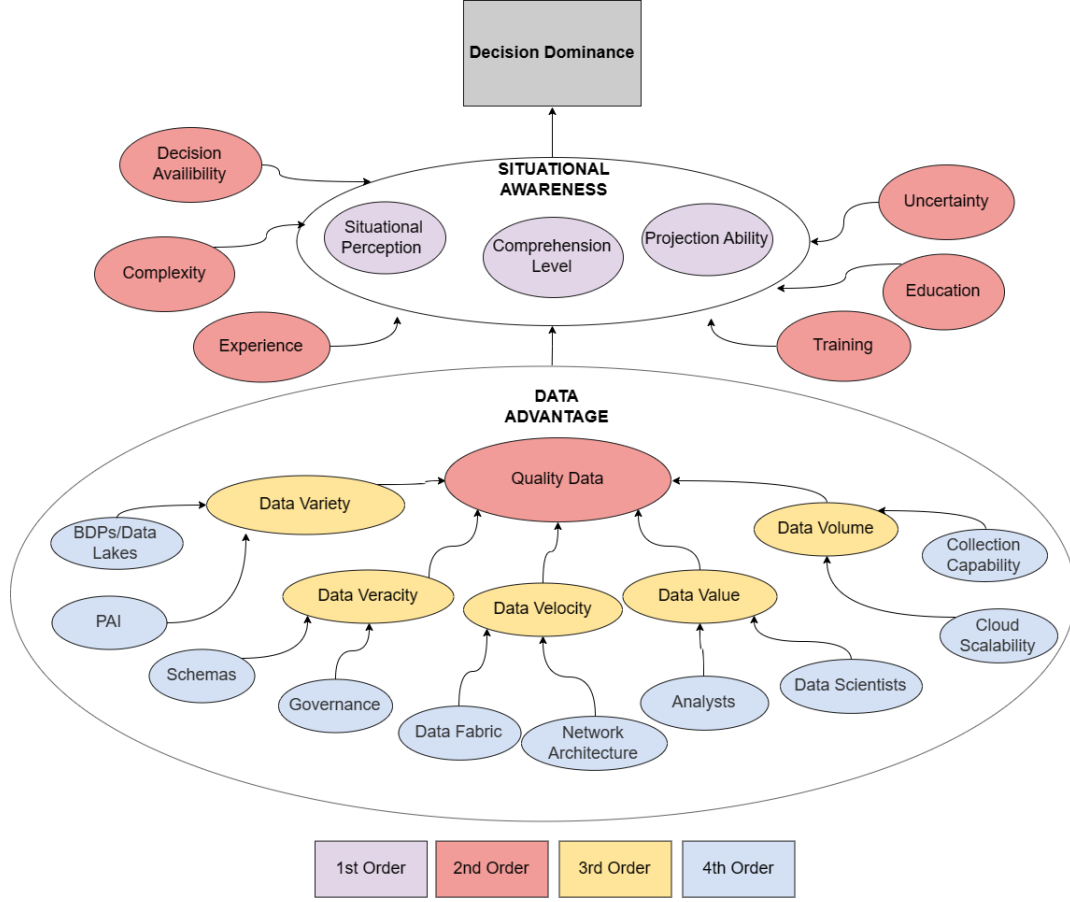 Decision Dominance
SITUATIONAL
AWARENESS
Decision
Availibility
Situational
Perception
Comprehension
Level
Projection Ability
Uncertainty
Complexity
Education
Experience
Training
DATA
ADVANTAGE
Quality Data
Data Variety
BDPs/Data
Lakes
Data Volume
Collection
Capability
PAI
Data Veracity
Data Velocity
Data Value
Cloud
Scalability
Schemas
Governance
Data Fabric
Network
Architecture
Analysts
Data Scientists
1st Order
2nd Order
3rd Order
4th Order